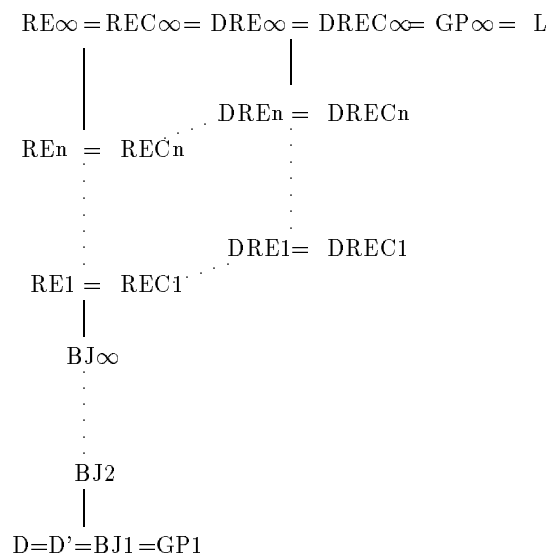 RE∞ = REC∞ = DRE∞ = DREC∞ = GP∞ = L
DREn = DRECn
REn = RECn
DRE1 = DREC1
RE1 = REC1
BJ∞
BJ2
D=D'=BJ1=GP1